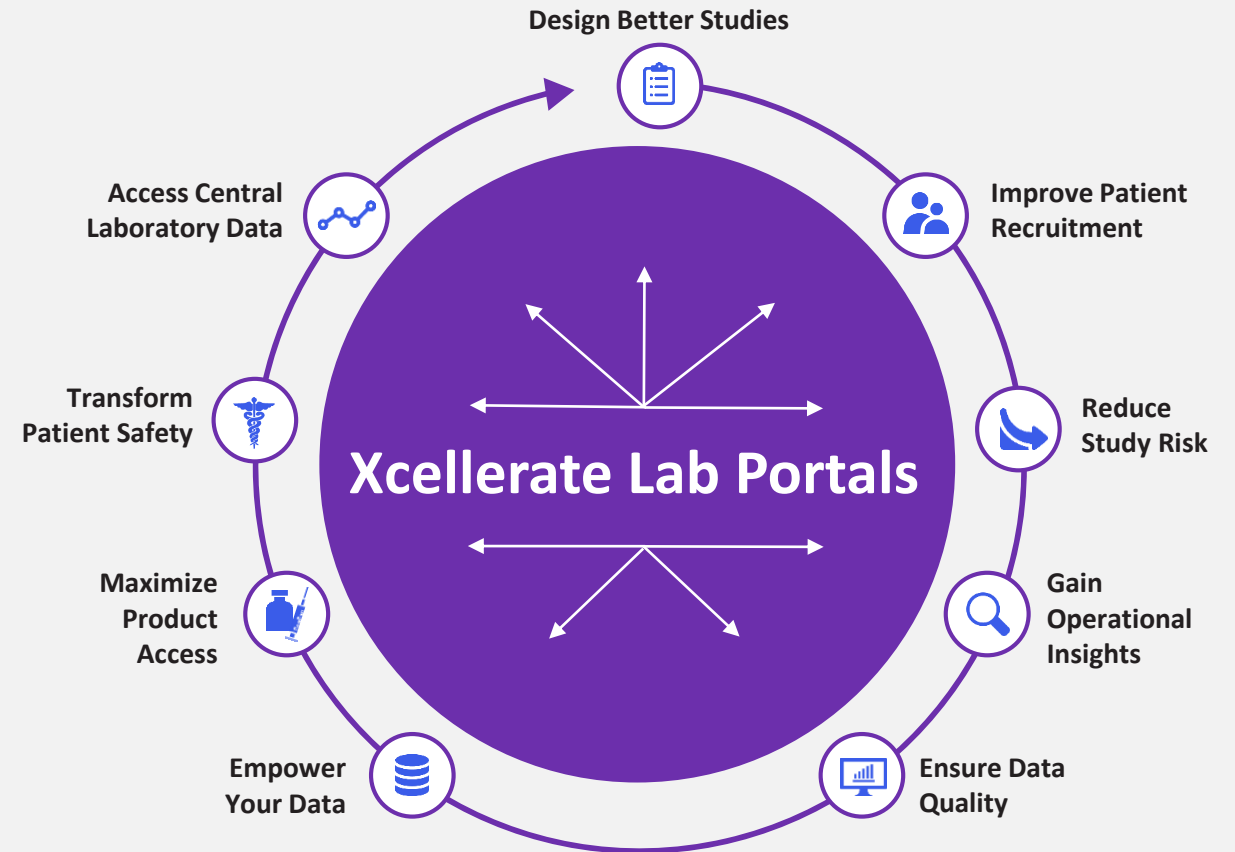 Design Better Studies
Improve Patient
Recruitment
Reduce
Study Risk
Gain
Operational
Insights
Ensure Data
Quality
Empower
Your Data
Maximize
Product
Access
Transform
Patient Safety
Access Central
Laboratory Data
Xcellerate Lab Portals